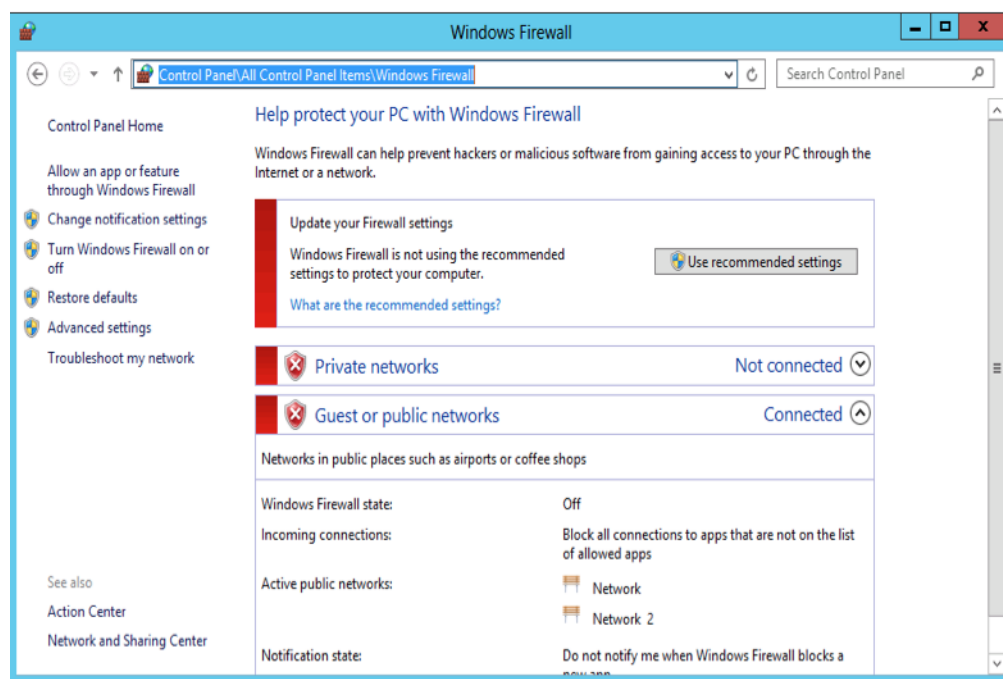 Windows Firewall
Control Panel\All Control Panel Items\Windows Firewall
Search Control Panel
Control Panel Home
Allow an app or feature
through Windows Firewall
Change notification settings
Turn Windows Firewall on or
off
Restore defaults
Advanced settings
Troubleshoot my network
See also
Action Center
Network and Sharing Center
Help protect your PC with Windows Firewall
Windows Firewall can help prevent hackers or malicious software from gaining access to your PC through the
Internet or a network.
Update your Firewall settings
Windows Firewall is not using the recommended
settings to protect your computer.
Use recommended settings
What are the recommended settings?
Private networks Not connected
Guest or public networks Connected
Networks in public places such as airports or coffee shops
Windows Firewall state: Off
Incoming connections: Block all connections to apps that are not on the list
of allowed apps
Active public networks: Network
Network 2
Notification state: Do not notify me when Windows Firewall blocks a
new app